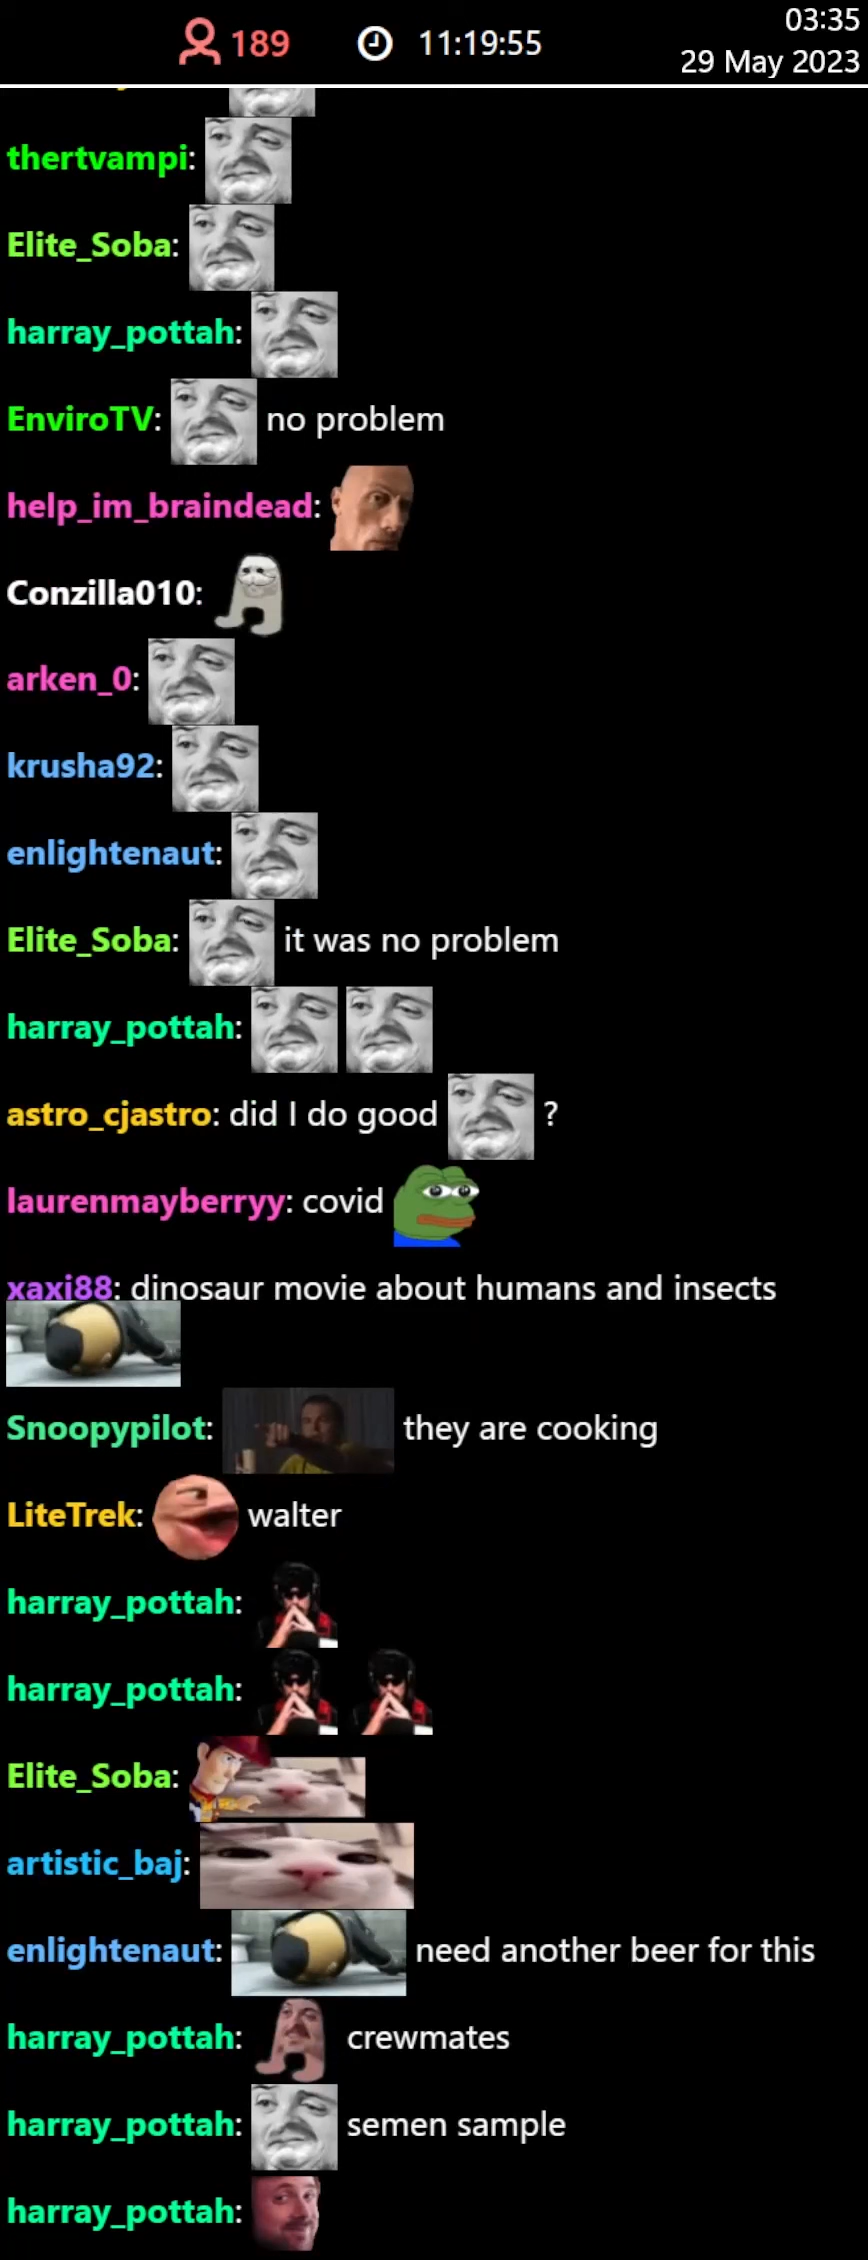 189 11:19:55 03:35
29 May 2023
thertvampi:
Elite_Soba:
harray_pottah:
EnviroTV: no problem
help_im_braindead:
Conzilla010:
arken_0:
krusha92:
enlightenaut:
Elite_Soba: it was no problem
harray_pottah:
astro_cjastro: did I do good ?
laurenmayberryy: covid
xaxi88: dinosaur movie about humans and insects
Snoopypilot: they are cooking
LiteTrek: walter
harray_pottah:
harray_pottah:
Elite_Soba:
artistic_baj:
enlightenaut: need another beer for this
harray_pottah: crewmates
harray_pottah: semen sample
harray_pottah: